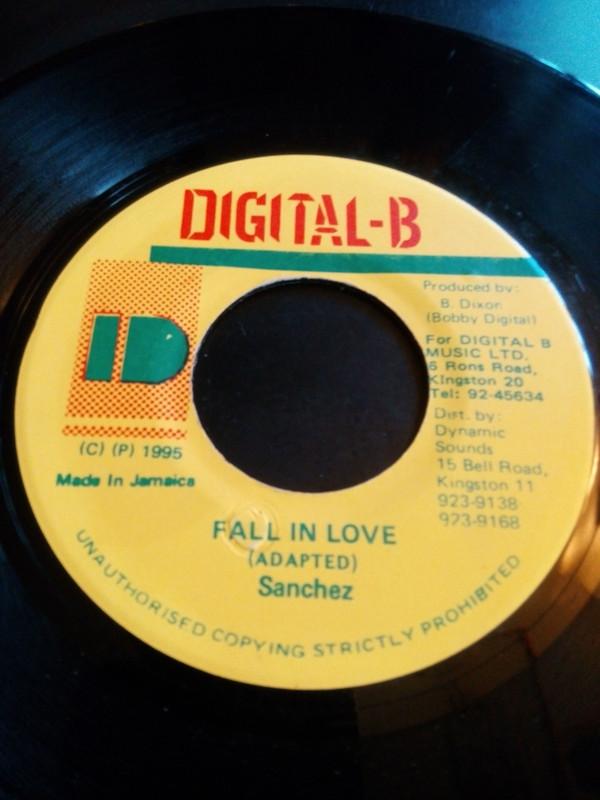 DIGITAL-B
ID
(C) (P) 1995
Made In Jamaica
Produced by:
B. Dixon
(Bobby Digital)
For DIGITAL B
MUSIC LTD.
6 Rons Road,
Kingston 20
Tel: 92-45634
Dist. by:
Dynamic
Sounds
15 Bell Road,
Kingston 11
923-9138
923-9168
FALL IN LOVE
(ADAPTED)
Sanchez
UNAUTHORISED COPYING STRICTLY PROHIBITED